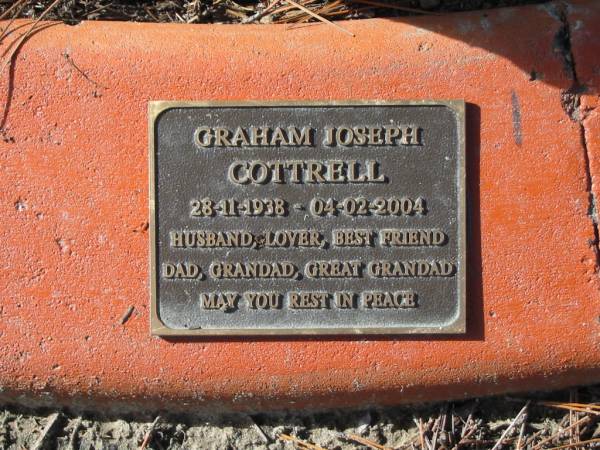 GRAHAM JOSEPH
COTTRELL
28-11-1938 - 04-02-2004
HUSBAND, LOVER, BEST FRIEND
DAD, GRANDAD, GREAT GRANDAD
MAY YOU REST IN PEACE